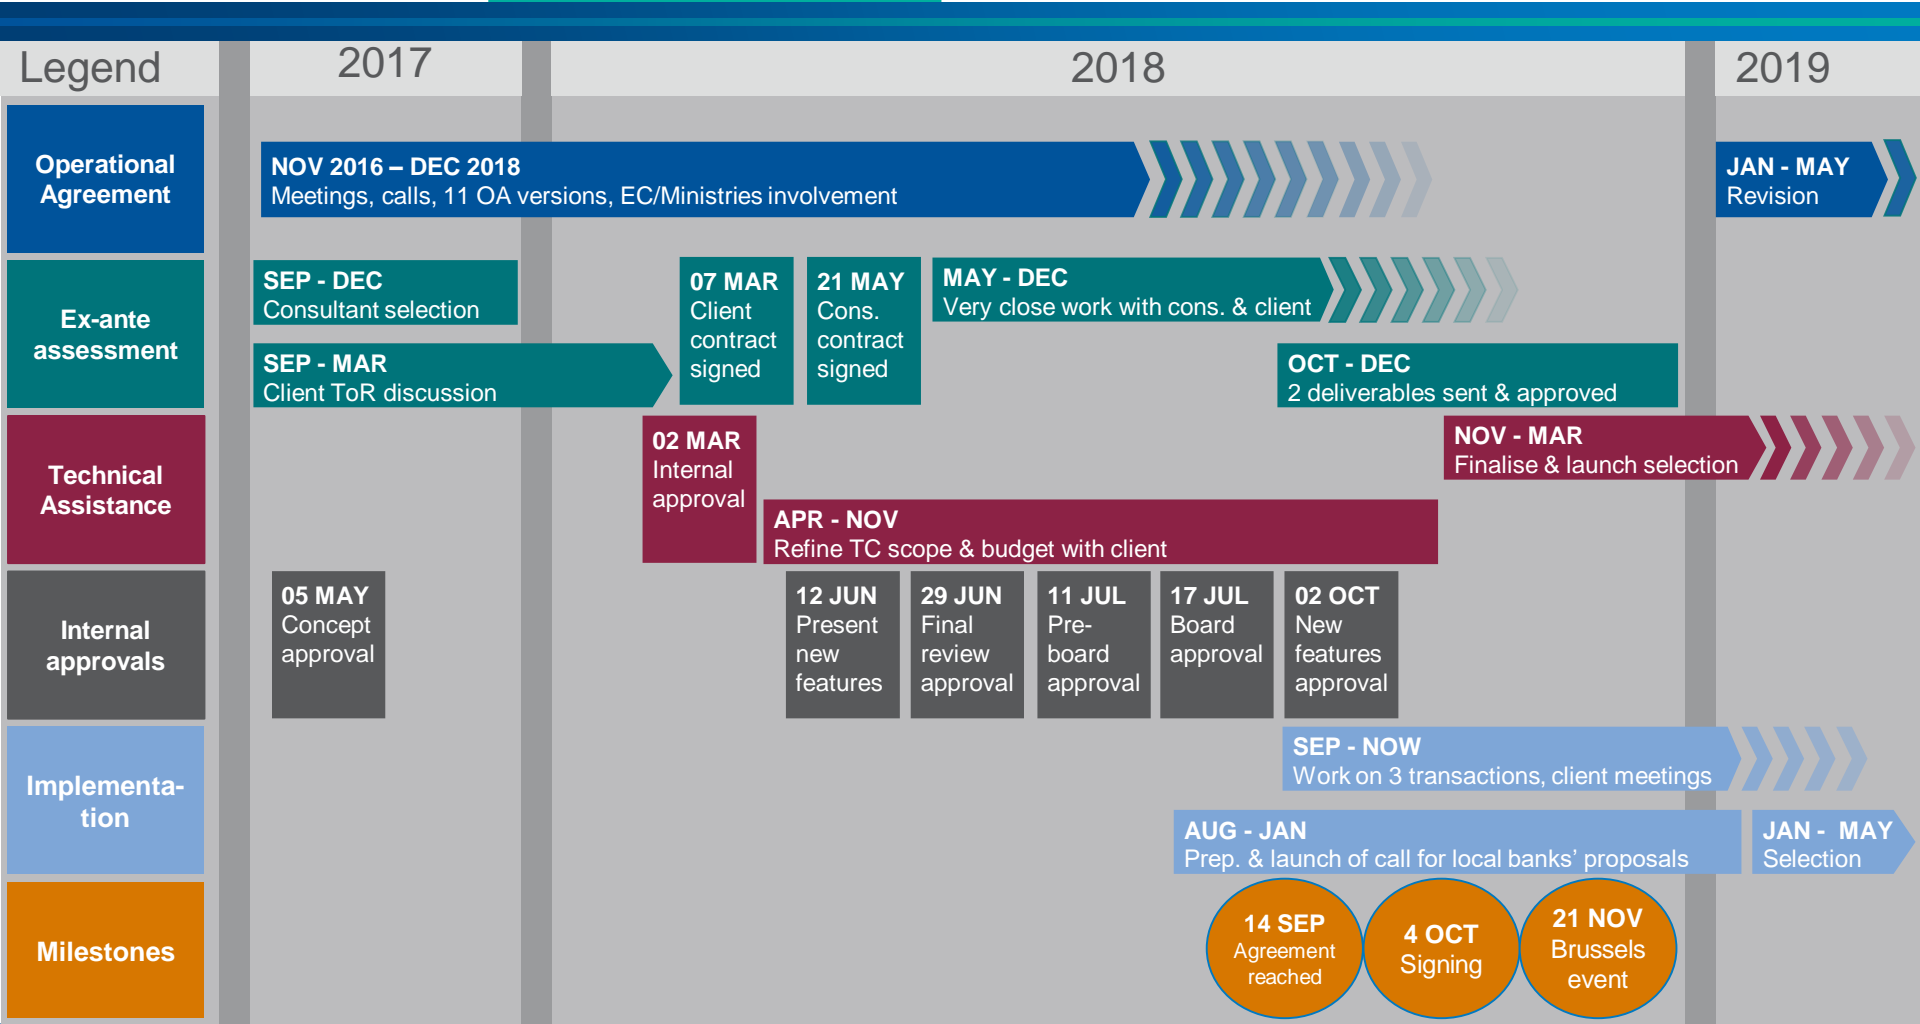 Legend
2017
2018
2019
Operational
Agreement
NOV 2016 – DEC 2018
Meetings, calls, 11 OA versions, EC/Ministries involvement
JAN - MAY
Revision
Ex-ante
assessment
SEP - DEC
Consultant selection
SEP - MAR
Client ToR discussion
07 MAR
Client
contract
signed
21 MAY
Cons.
contract
signed
MAY - DEC
Very close work with cons. & client
OCT - DEC
2 deliverables sent & approved
Technical
Assistance
02 MAR
Internal
approval
APR - NOV
Refine TC scope & budget with client
NOV - MAR
Finalise & launch selection
Internal
approvals
05 MAY
Concept
approval
12 JUN
Present
new
features
29 JUN
Final
review
approval
11 JUL
Pre-
board
approval
17 JUL
Board
approval
02 OCT
New
features
approval
Implementa-
tion
SEP - NOW
Work on 3 transactions, client meetings
AUG - JAN
Prep. & launch of call for local banks’ proposals
JAN - MAY
Selection
Milestones
14 SEP
Agreement
reached
4 OCT
Signing
21 NOV
Brussels
event